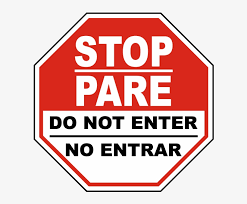 STOP
PARE
DO NOT ENTER
NO ENTRAR